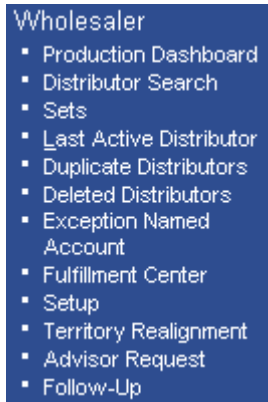 Wholesaler
Production Dashboard
Distributor Search
Sets
Last Active Distributor
Duplicate Distributors
Deleted Distributors
Exception Named
Account
Fulfillment Center
Setup
Territory Realignment
Advisor Request
Follow-Up